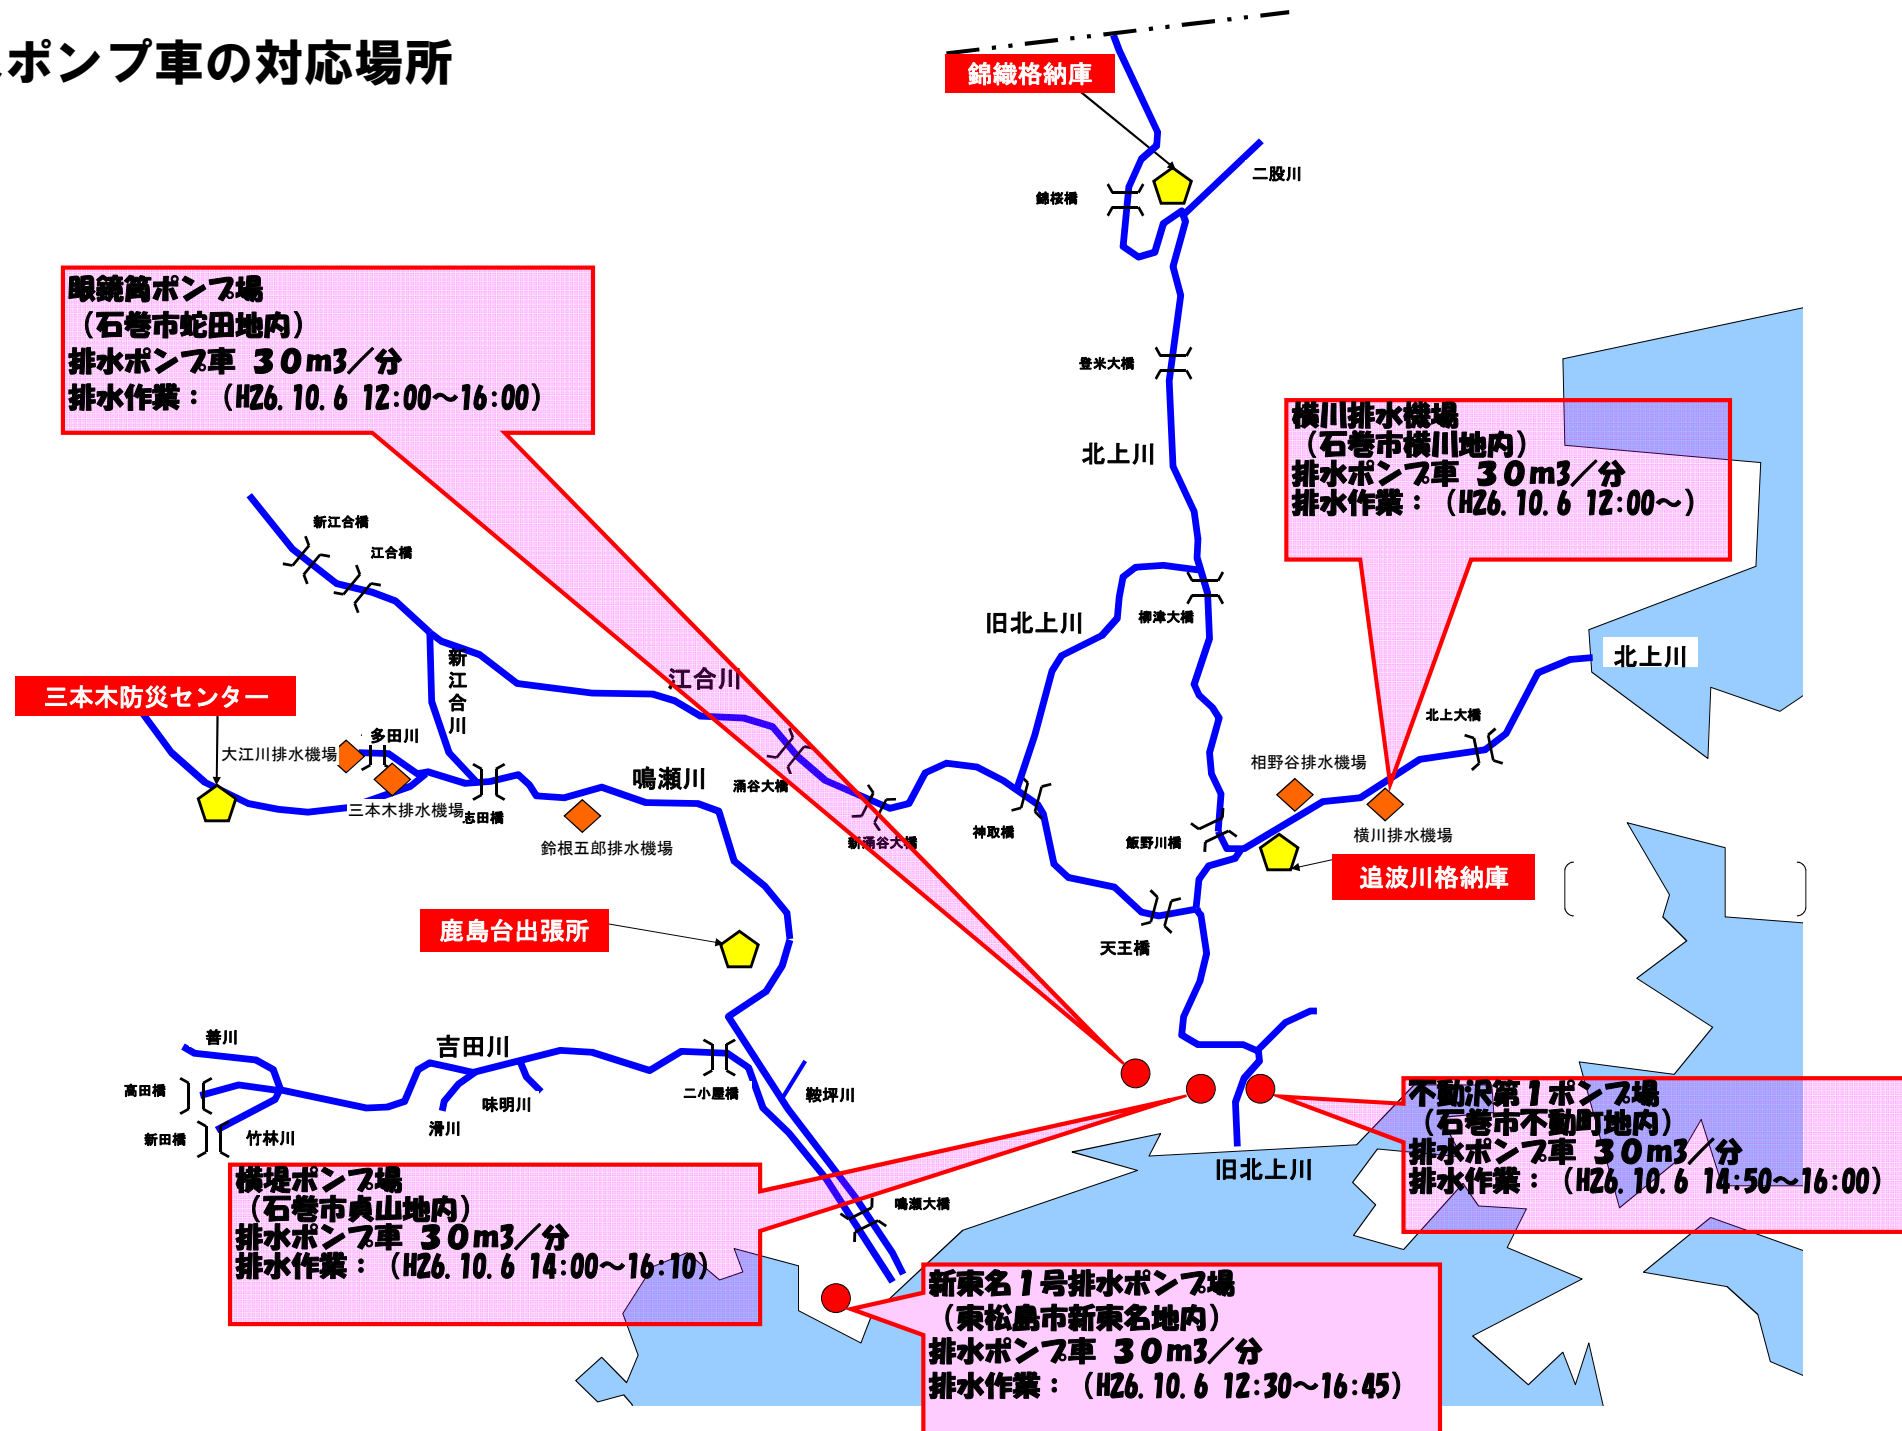 ポンプ車の対応場所
錦織格納庫
二股川
錦桜橋
眼鏡筒ポンプ場
（石巻市蛇田地内）
排水ポンプ車 ３０m3／分
排水作業：（H26.10.6 12:00～16:00）
登米大橋
北上川
横川排水機場
（石巻市横川地内）
排水ポンプ車 ３０m3／分
排水作業：（H26.10.6 12:00～）
新江合橋
江合橋
旧北上川
柳津大橋
新江合川
江合川
北上川
三本木防災センター
北上大橋
多田川
大江川排水機場
鳴瀬川
涌谷大橋
相野谷排水機場
三本木排水機場
志田橋
鈴根五郎排水機場
新涌谷大橋
神取橋
飯野川橋
横川排水機場
追波川格納庫
鹿島台出張所
天王橋
善川
吉田川
高田橋
味明川
滑川
二小屋橋
鞍坪川
新田橋
竹林川
不動沢第１ポンプ場
（石巻市不動町地内）
排水ポンプ車 ３０m3／分
排水作業：（H26.10.6 14:50～16:00）
旧北上川
横堤ポンプ場
（石巻市貞山地内）
排水ポンプ車 ３０m3／分
排水作業：（H26.10.6 14:00～16:10）
鳴瀬大橋
新東名１号排水ポンプ場
（東松島市新東名地内）
排水ポンプ車 ３０m3／分
排水作業：（H26.10.6 12:30～16:45）